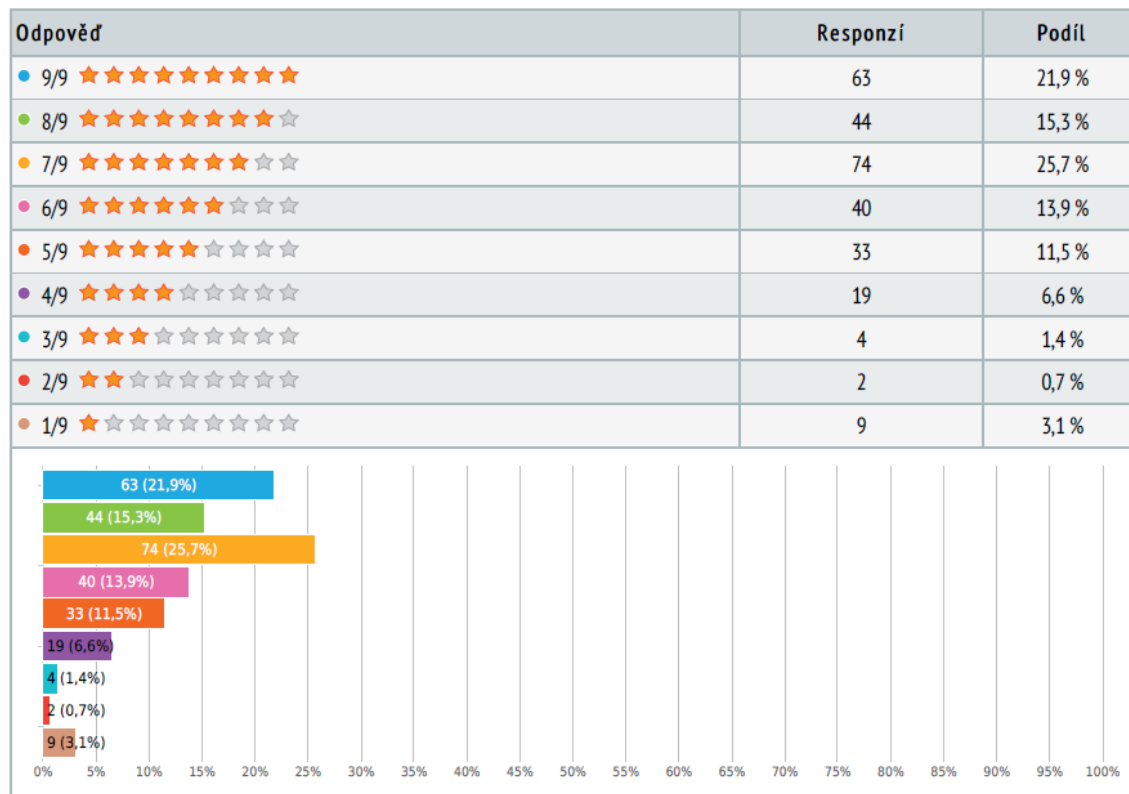 Odpověď Responzí Podíl
9/9 63 21,9 %
8/9 44 15,3 %
7/9 74 25,7 %
6/9 40 13,9 %
5/9 33 11,5 %
4/9 19 6,6 %
3/9 4 1,4 %
2/9 2 0,7 %
1/9 9 3,1 %
63 (21,9%)
44 (15,3%)
74 (25,7%)
40 (13,9%)
33 (11,5%)
19 (6,6%)
4 (1,4%)
2 (0,7%)
9 (3,1%)
0% 5% 10% 15% 20% 25% 30% 35% 40% 45% 50% 55% 60% 65% 70% 75% 80% 85% 90% 95% 100%